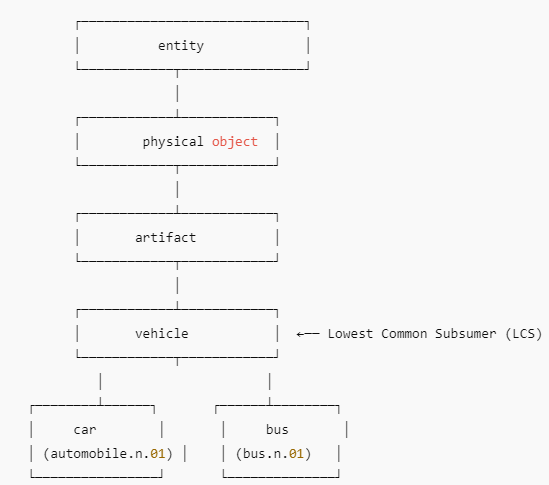 entity
physical object
artifact
vehicle ←── Lowest Common Subsumer (LCS)
car bus
(automobile.n.01) (bus.n.01)